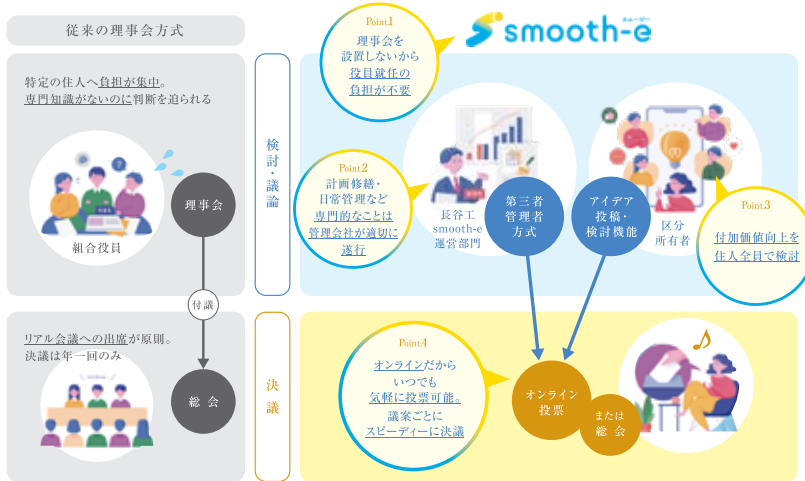 従来の理事会方式
特定の住人へ負担が集中。
専門知識がないのに判断を迫られる
組合役員
理事会
付議
リアル会議への出席が原則。
決議は年一回のみ
総会
検討・議論
決議
smooth-e
スムージー
Point1
理事会を
設置しないから
役員就任の
負担が不要
Point2
計画修繕・
日常管理など
専門的なことは
管理会社が適切に
遂行
長谷工
smooth-e
運営部門
第三者
管理者
方式
アイデア
投稿・
検討機能
区分
所有者
Point3
付加価値向上を
住人全員で検討
Point4
オンラインだから
いつでも
気軽に投票可能。
議案ごとに
スピーディーに決議
オンライン
投票
または
総会